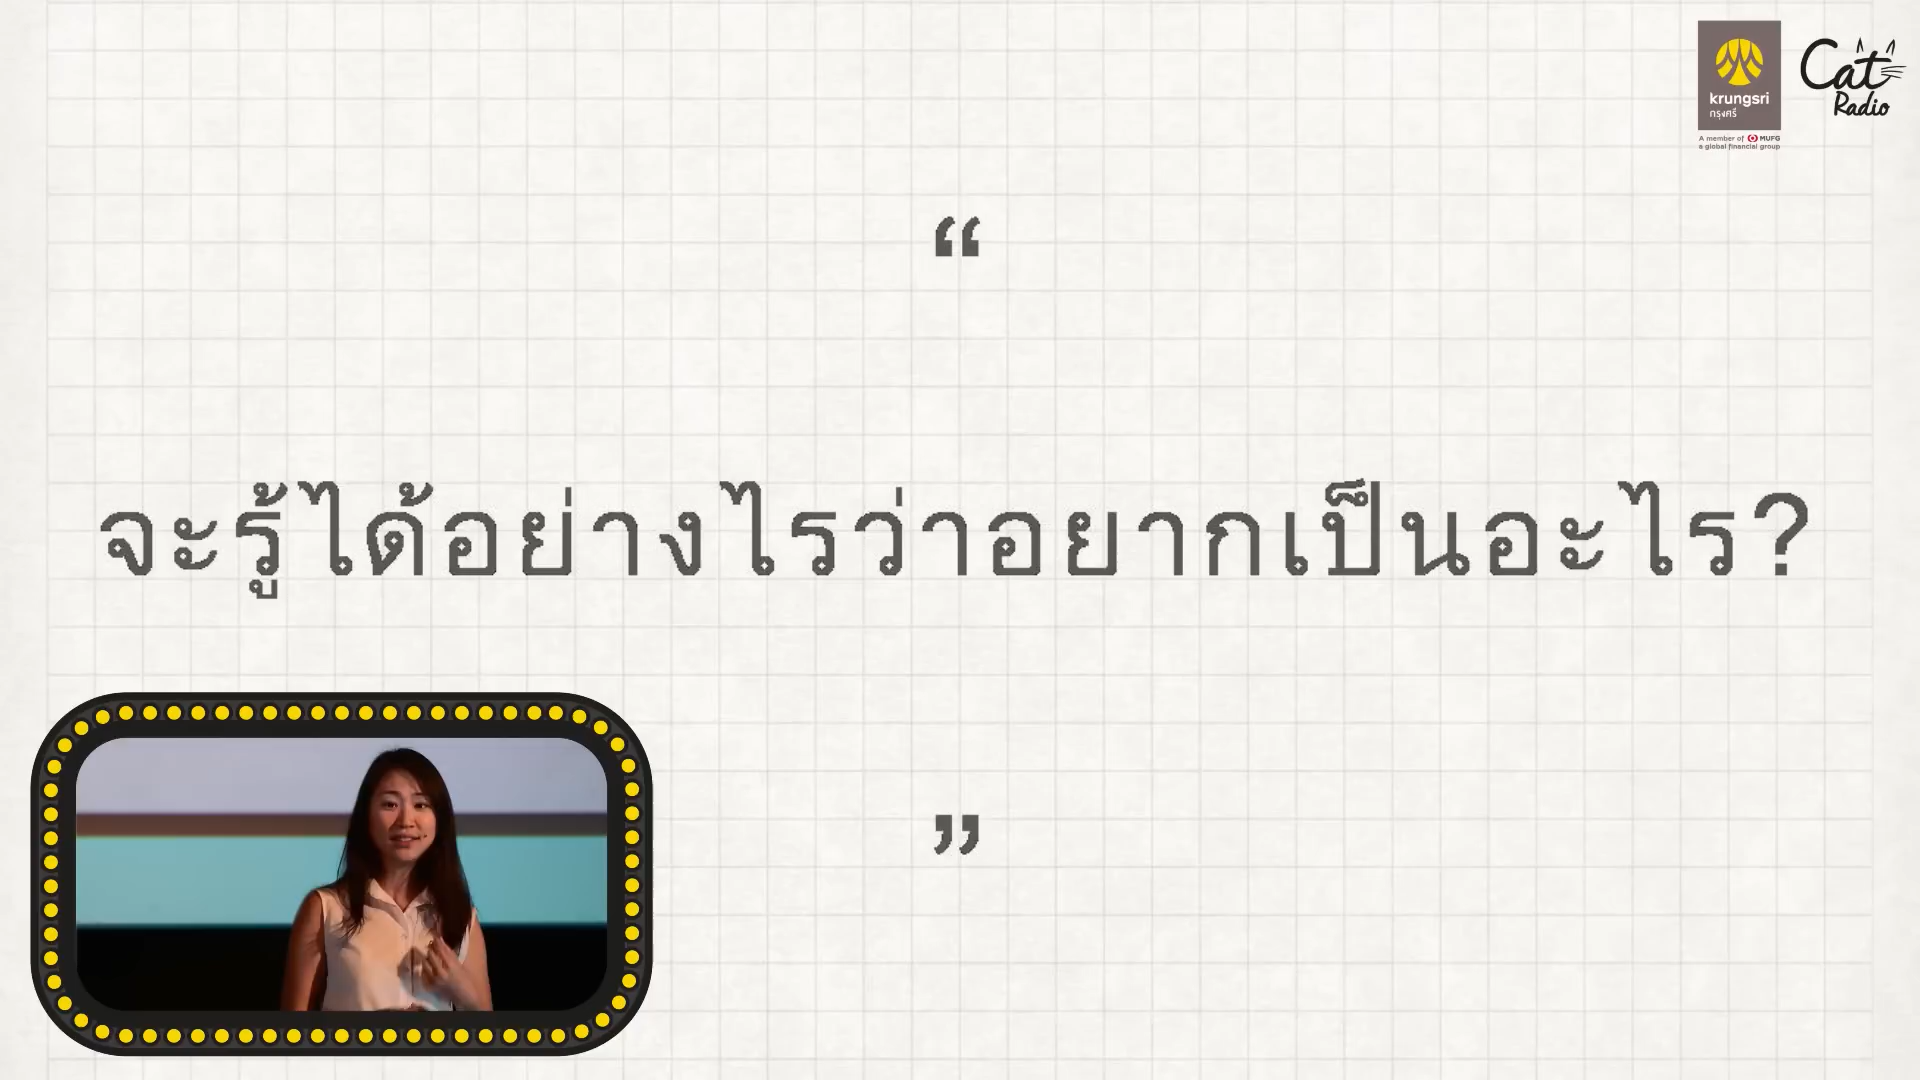 krungsri
กรุงศรี
A member of MUFG
a global financial group
Cat
Radio
“
จะรู้ได้อย่างไรว่าอยากเป็นอะไร?
”